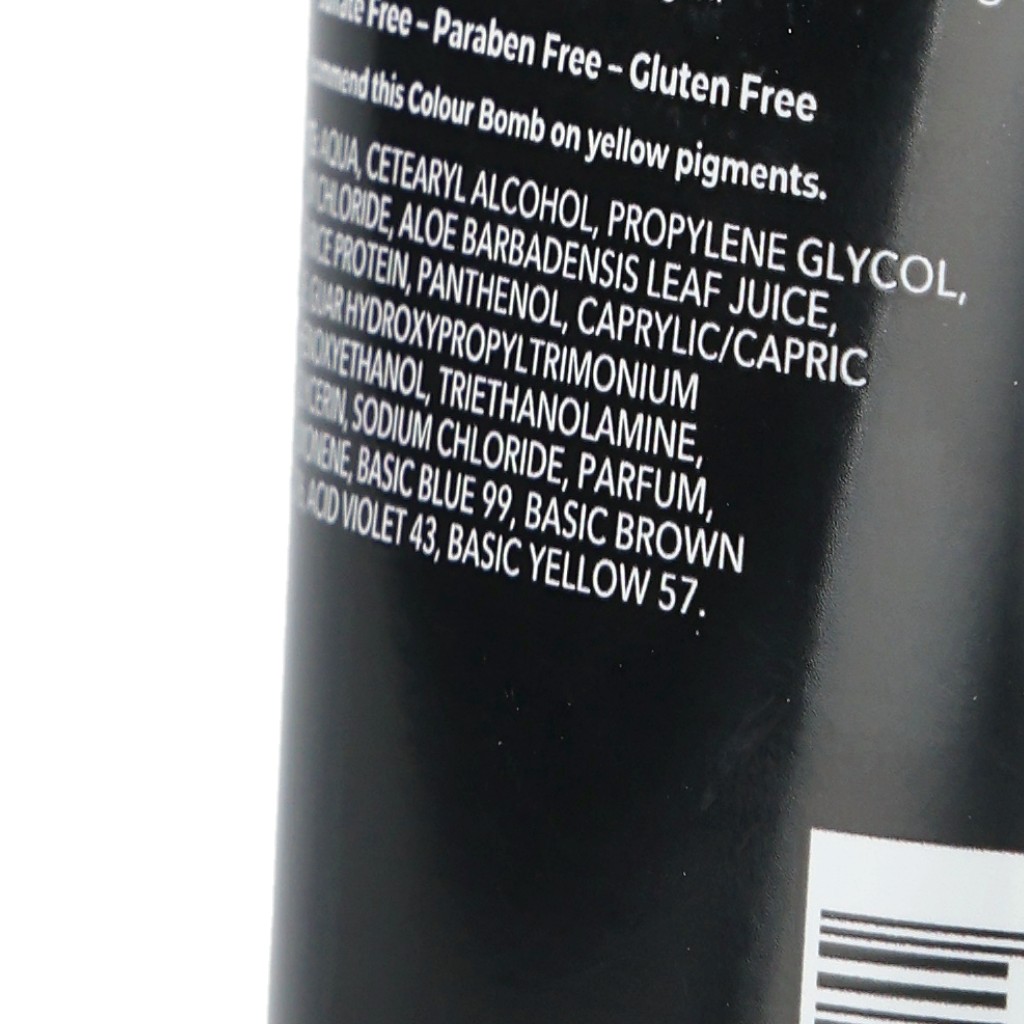 Free – Paraben Free – Gluten Free
this Colour Bomb on yellow pigments.
AQUA, CETEARYL ALCOHOL, PROPYLENE GLYCOL,
CHLORIDE, ALOE BARBADENSIS LEAF JUICE,
PROTEIN, PANTHENOL, CAPRYLIC/CAPRIC
GUAR HYDROXYPROPYLTRIMONIUM
TRIETHANOLAMINE,
SODIUM CHLORIDE, PARFUM,
BASIC BLUE 99, BASIC BROWN
ACID VIOLET 43, BASIC YELLOW 57.